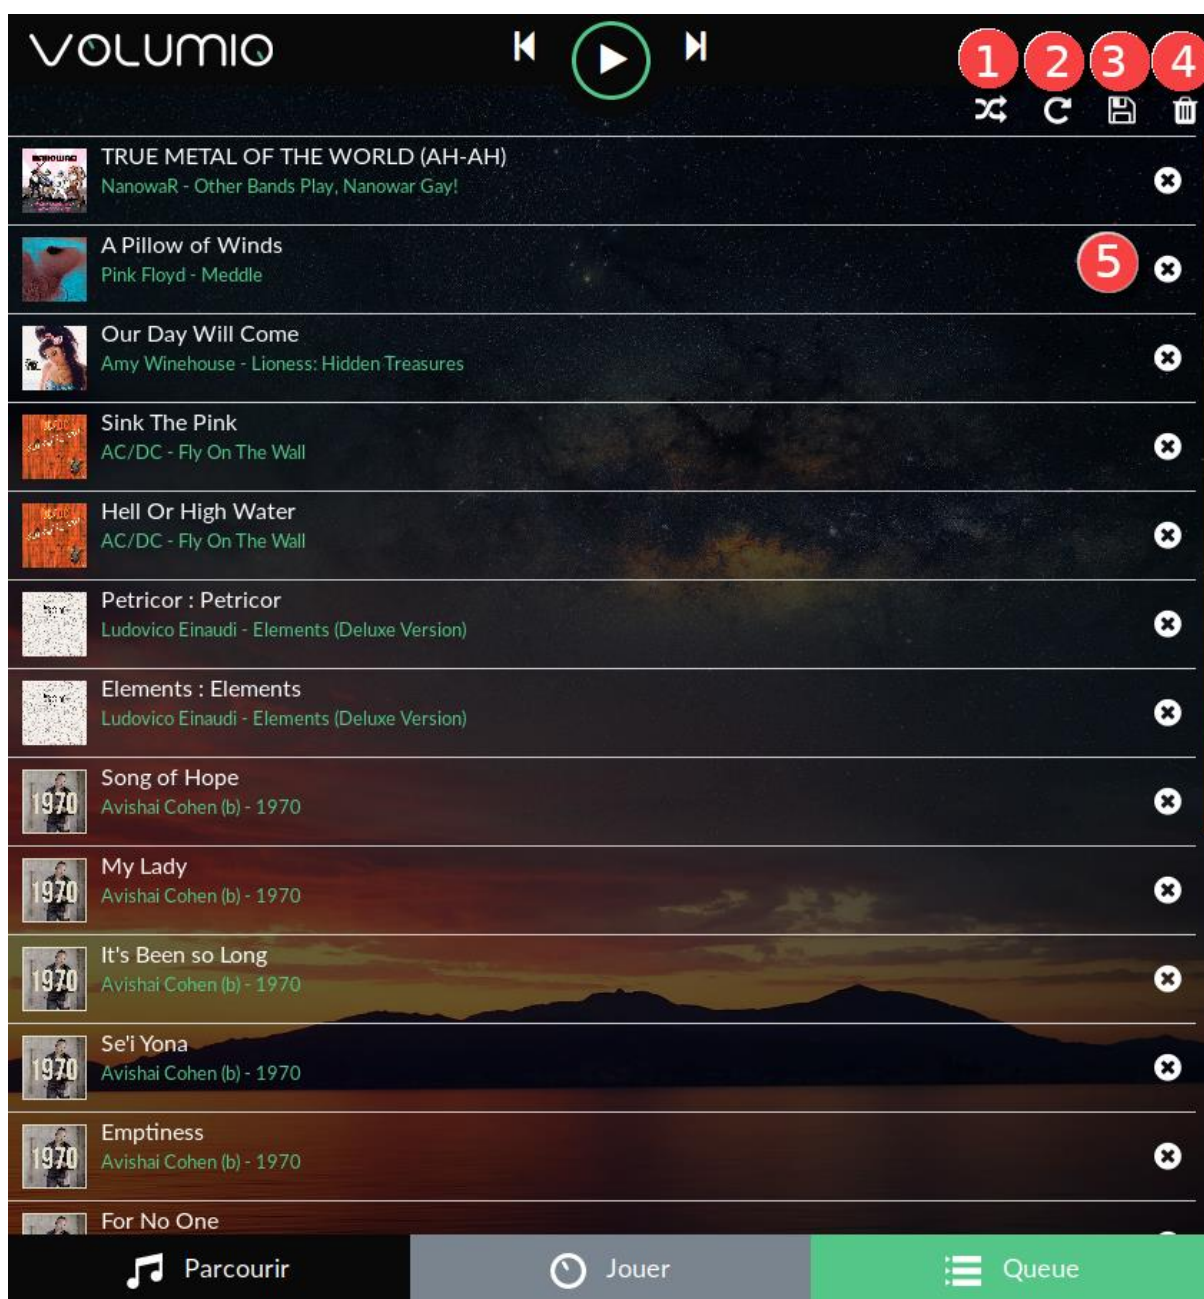 VOLUMIO
1 2 3 4
TRUE METAL OF THE WORLD (AH-AH)
NanowaR - Other Bands Play, Nanowar Gay!
A Pillow of Winds
Pink Floyd - Meddle
5
Our Day Will Come
Amy Winehouse - Lioness: Hidden Treasures
Sink The Pink
AC/DC - Fly On The Wall
Hell Or High Water
AC/DC - Fly On The Wall
Petricor : Petricor
Ludovico Einaudi - Elements (Deluxe Version)
Elements : Elements
Ludovico Einaudi - Elements (Deluxe Version)
1970
Song of Hope
Avishai Cohen (b) - 1970
1970
My Lady
Avishai Cohen (b) - 1970
1970
It's Been so Long
Avishai Cohen (b) - 1970
1970
Se'i Yona
Avishai Cohen (b) - 1970
1970
Emptiness
Avishai Cohen (b) - 1970
For No One
Parcourir
Jouer
Queue